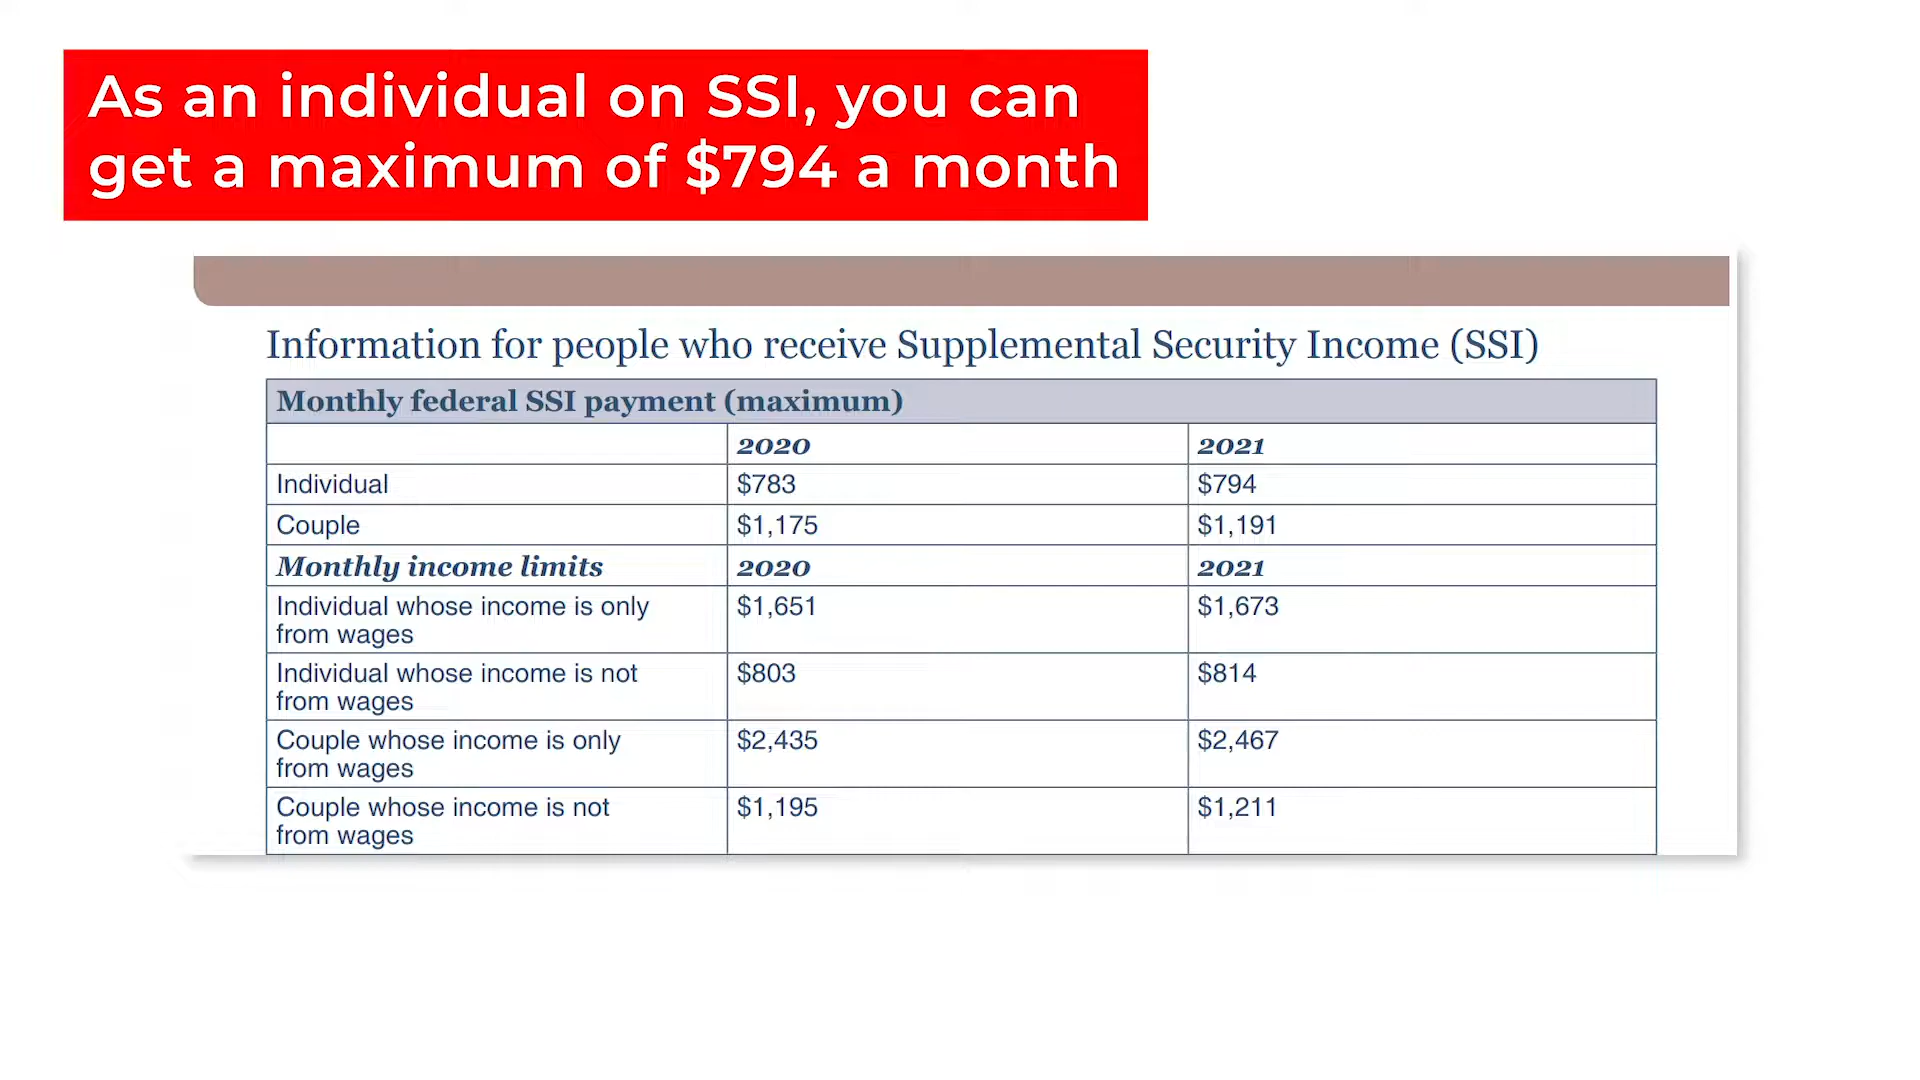 As an individual on SSI, you can
get a maximum of $794 a month
Information for people who receive Supplemental Security Income (SSI)
Monthly federal SSI payment (maximum)
2020 2021
Individual $783 $794
Couple $1,175 $1,191
Monthly income limits 2020 2021
Individual whose income is only $1,651 $1,673
from wages
Individual whose income is not $803 $814
from wages
Couple whose income is only $2,435 $2,467
from wages
Couple whose income is not $1,195 $1,211
from wages